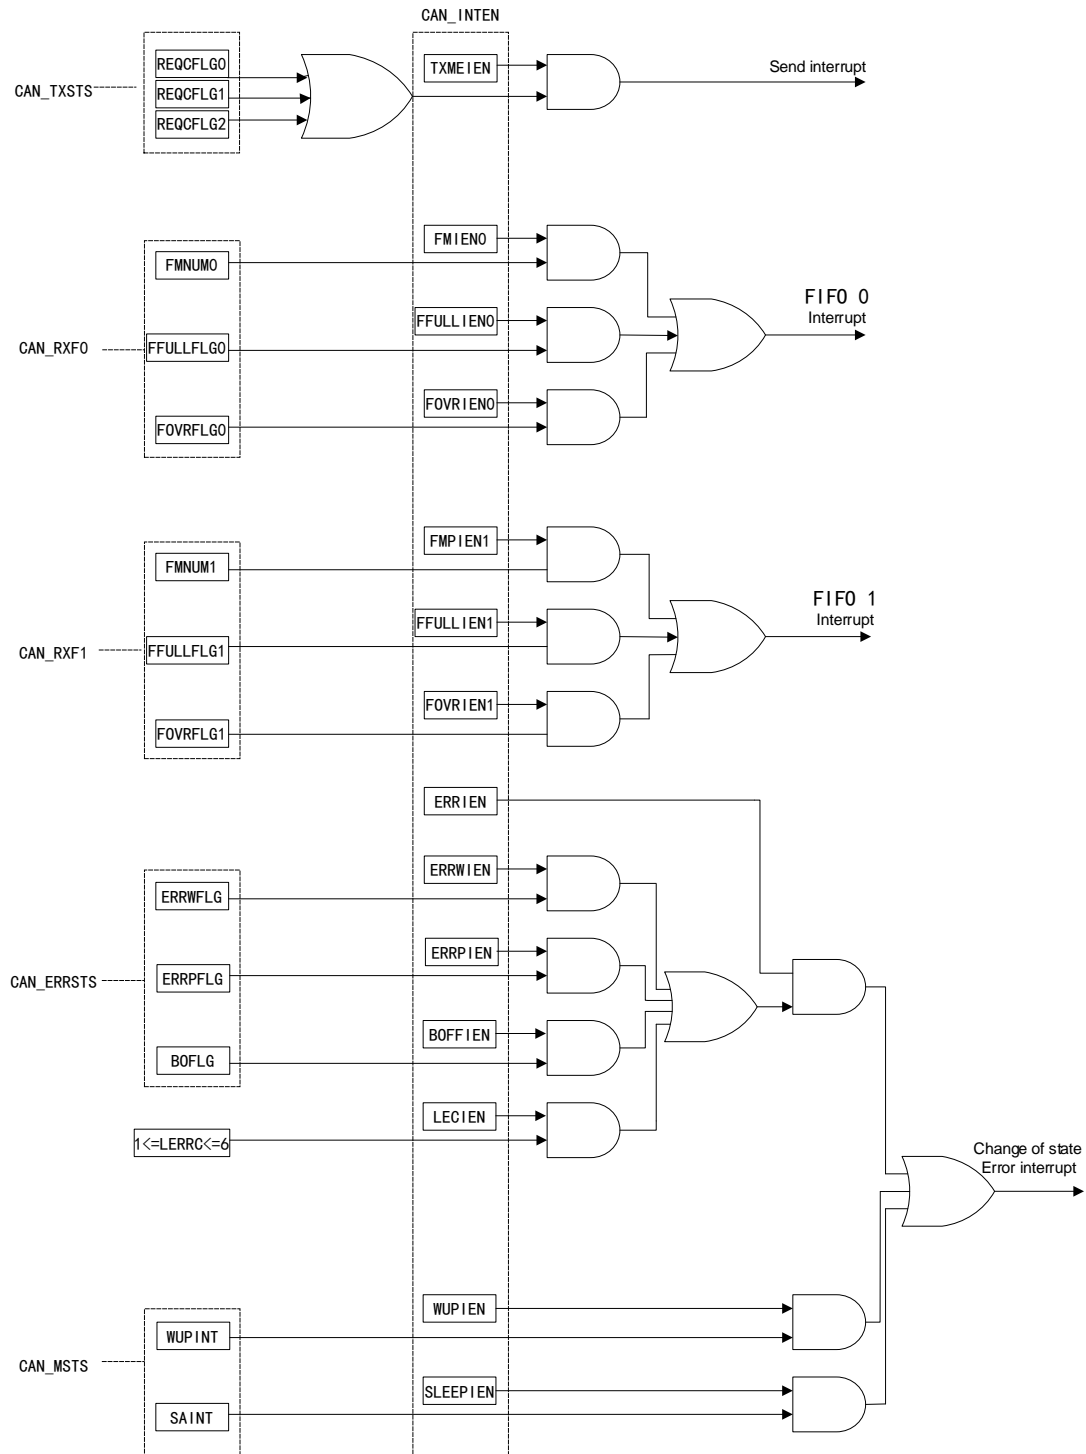 CAN_INTEN
REQCFLG0
TXMEIEN
Send interrupt
CAN_TXSTS
REQCFLG1
REQCFLG2
FMIEN0
FMNUM0
FIFO 0
Interrupt
FFULLIEN0
CAN_RXF0
FFULLFLG0
FOVRIEN0
FOVRFLG0
FMPIEN1
FMNUM1
FIFO 1
Interrupt
FFULLIEN1
CAN_RXF1
FFULLFLG1
FOVRIEN1
FOVRFLG1
ERRIEN
ERRWIEN
ERRWFLG
ERRPIEN
CAN_ERRSTS
ERRPFLG
BOFFIEN
BOFLG
LECIEN
1<=LERRC<=6
Change of state
Error interrupt
WUPIEN
WUPINT
CAN_MSTS
SLEEPIEN
SAINT